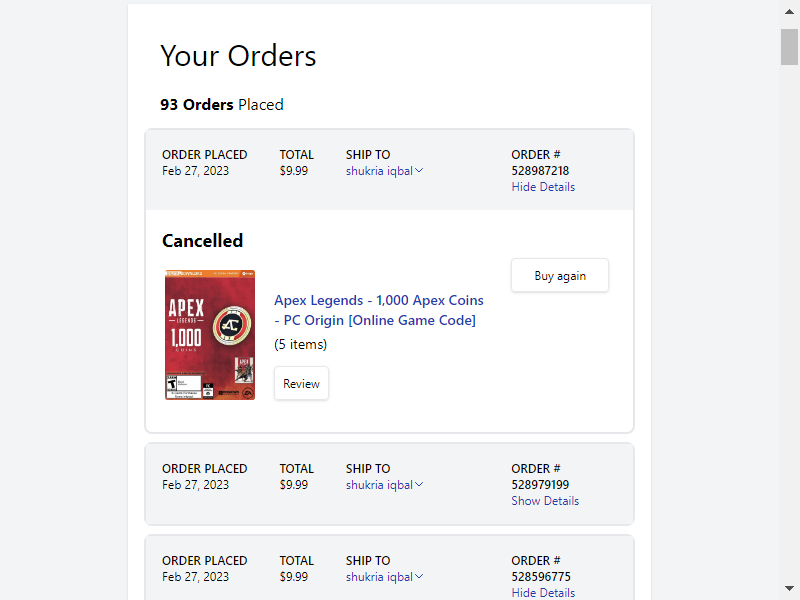 Your Orders
93 Orders Placed
ORDER PLACED TOTAL SHIP TO ORDER #
Feb 27, 2023 $9.99 shukria iqbal 528987218
Hide Details
Cancelled
Buy again
APEX
LEGENDS
1,000
COINS
Apex Legends - 1,000 Apex Coins
- PC Origin [Online Game Code]
(5 items)
Review
ORDER PLACED TOTAL SHIP TO ORDER #
Feb 27, 2023 $9.99 shukria iqbal 528979199
Show Details
ORDER PLACED TOTAL SHIP TO ORDER #
Feb 27, 2023 $9.99 shukria iqbal 528596775
Hide Details